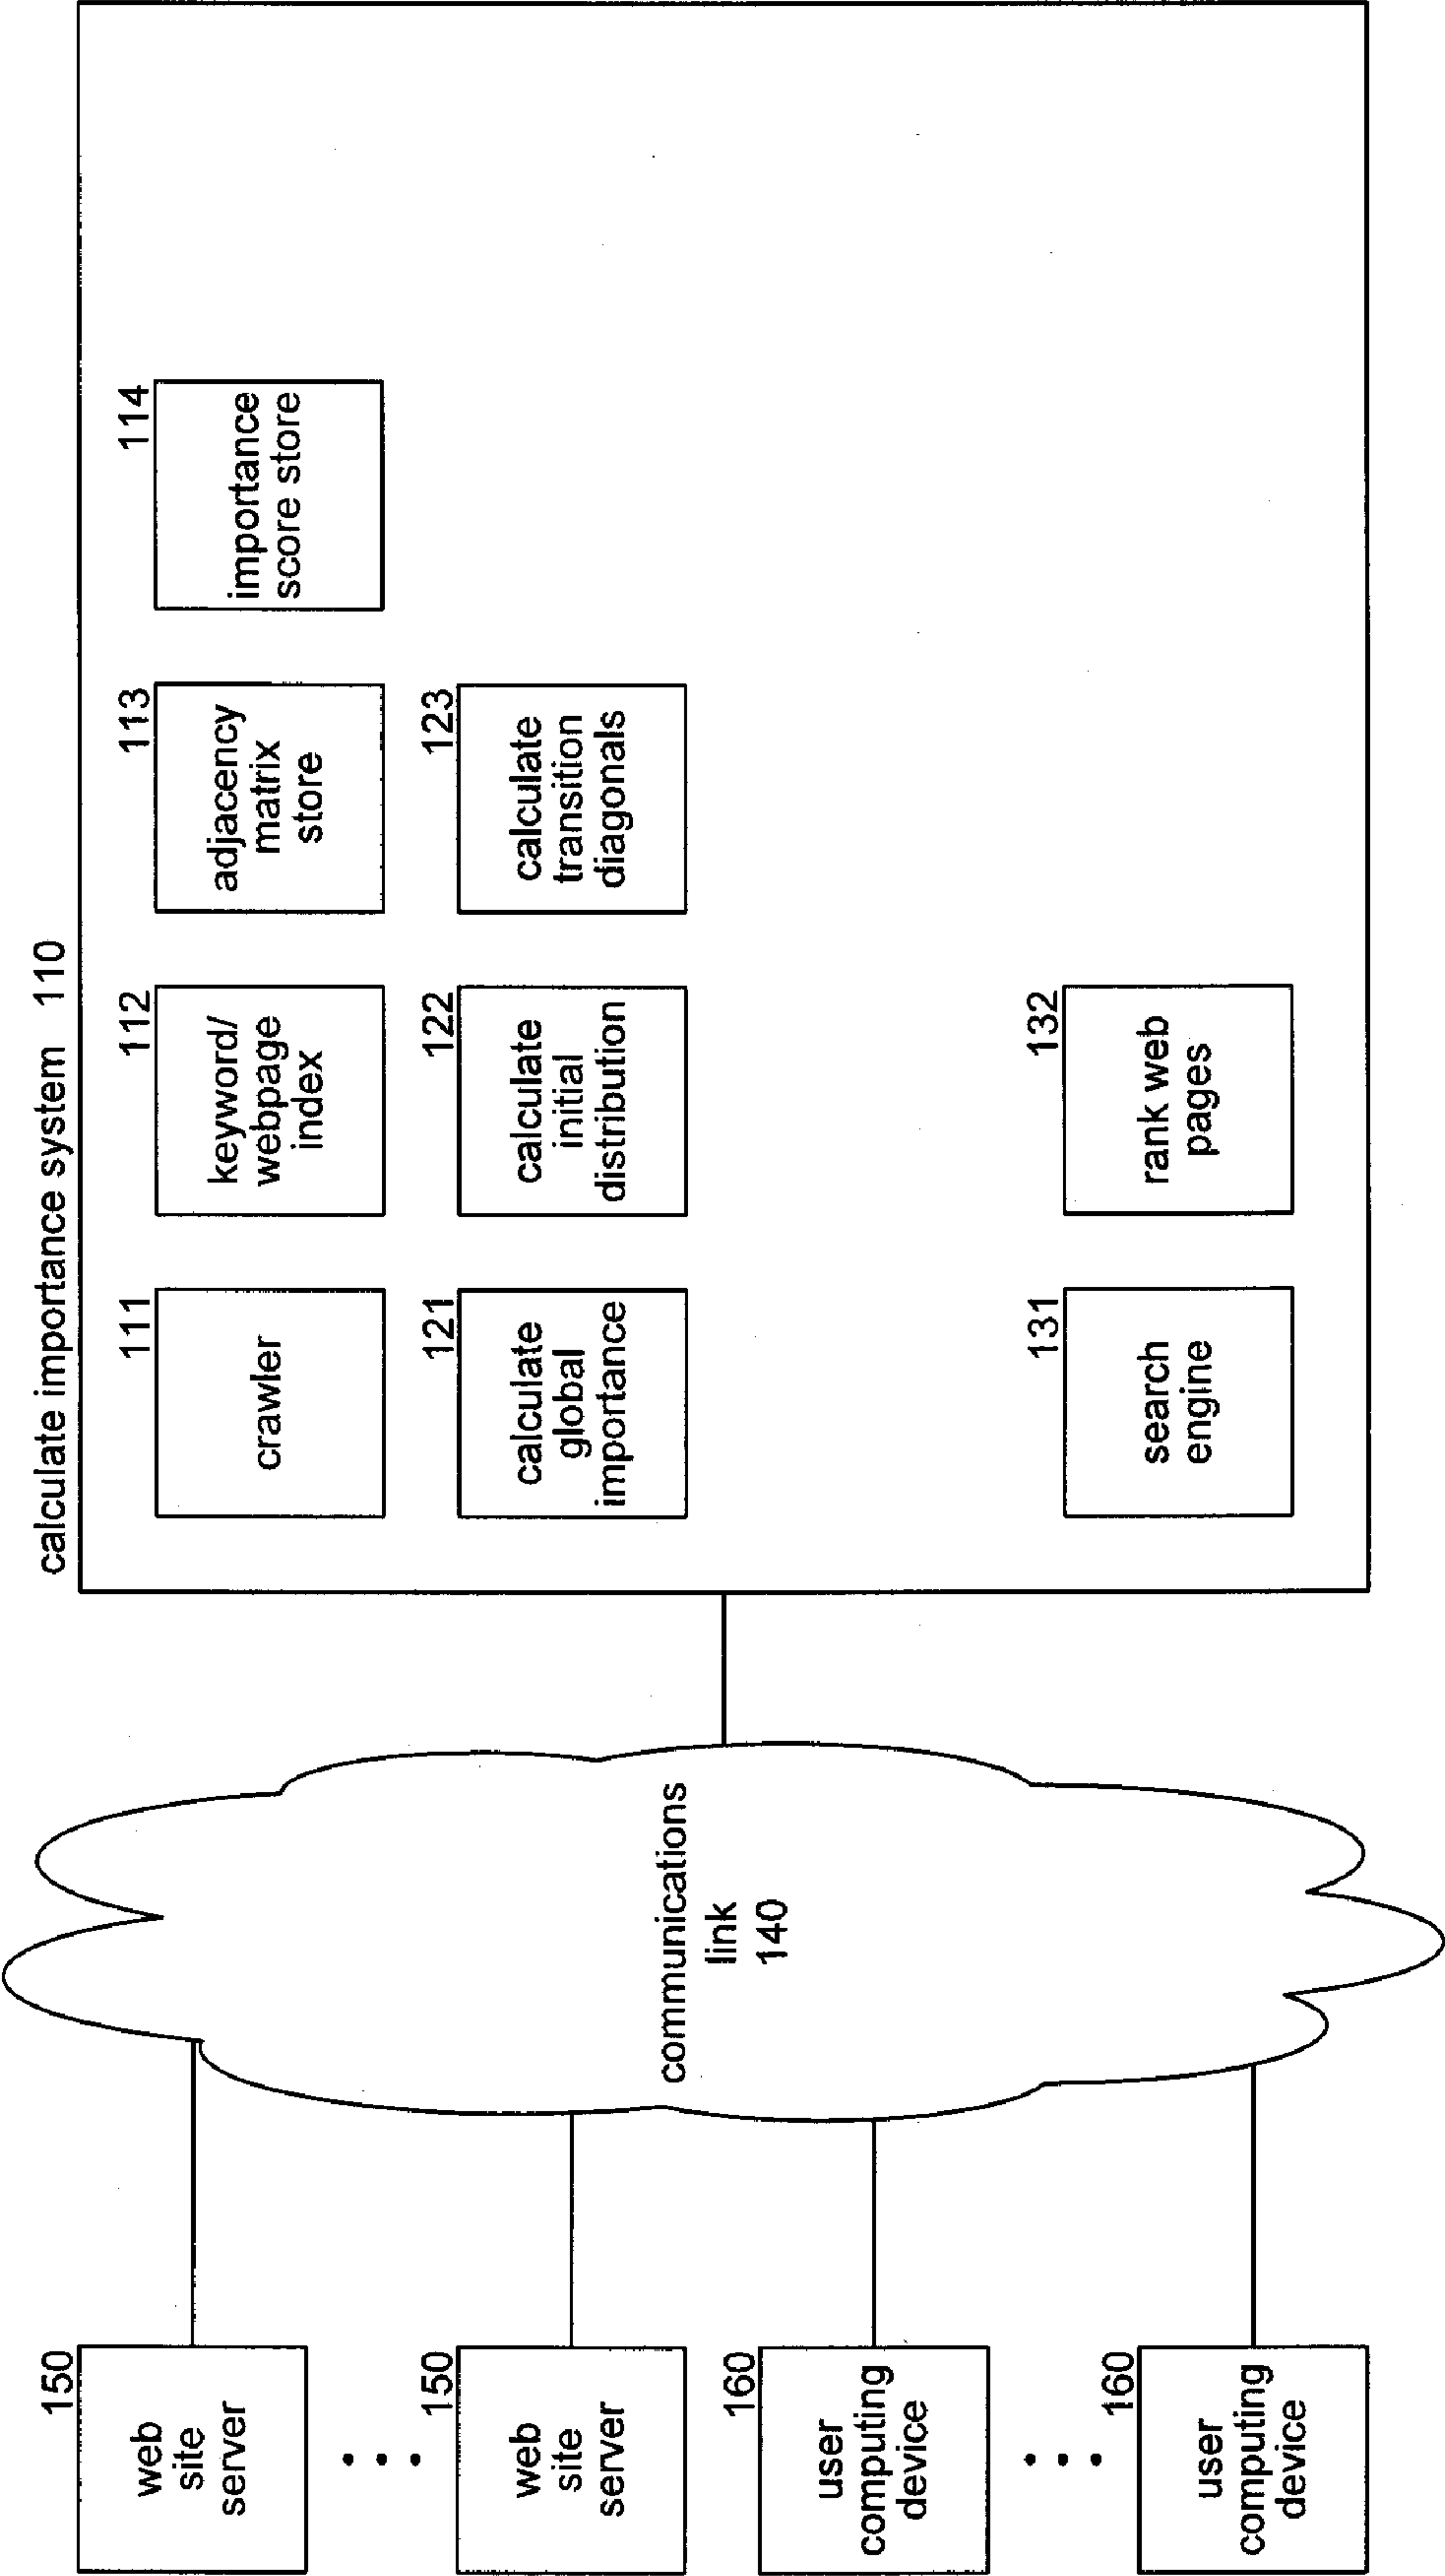 calculate importance system 110
111
crawler
112
keyword/
webpage
index
113
adjacency
matrix
store
114
importance
score store
121
calculate
global
importance
122
calculate
initial
distribution
123
calculate
transition
diagonals
131
search
engine
132
rank web
pages
communications
link
140
150
web
site
server
150
web
site
server
160
user
computing
device
160
user
computing
device